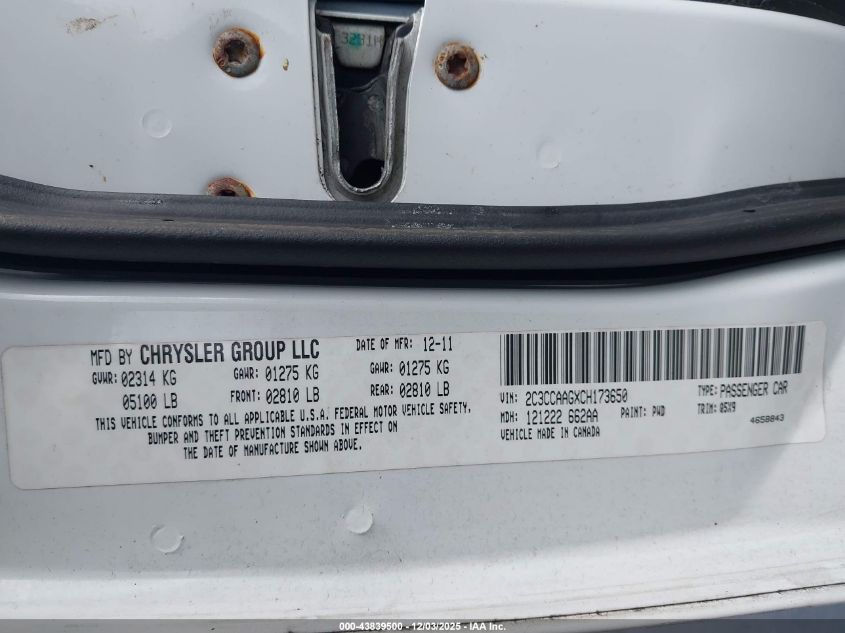 MFD BY CHRYSLER GROUP LLC DATE OF MFR: 12-11
GVWR: 02314 KG GAWR: 01275 KG GAWR: 01275 KG
05100 LB FRONT: 02810 LB REAR: 02810 LB
THIS VEHICLE CONFORMS TO ALL APPLICABLE U.S.A. FEDERAL MOTOR VEHICLE SAFETY,
BUMPER AND THEFT PREVENTION STANDARDS IN EFFECT ON
THE DATE OF MANUFACTURE SHOWN ABOVE.
VIN: 2C3CCAAGXCH173650 TYPE: PASSENGER CAR
MDH: 121222 662AA PAINT: PWD TRIM: 05X9
VEHICLE MADE IN CANADA 4658843
000-43839500 - 12/03/2025 - IAA Inc.